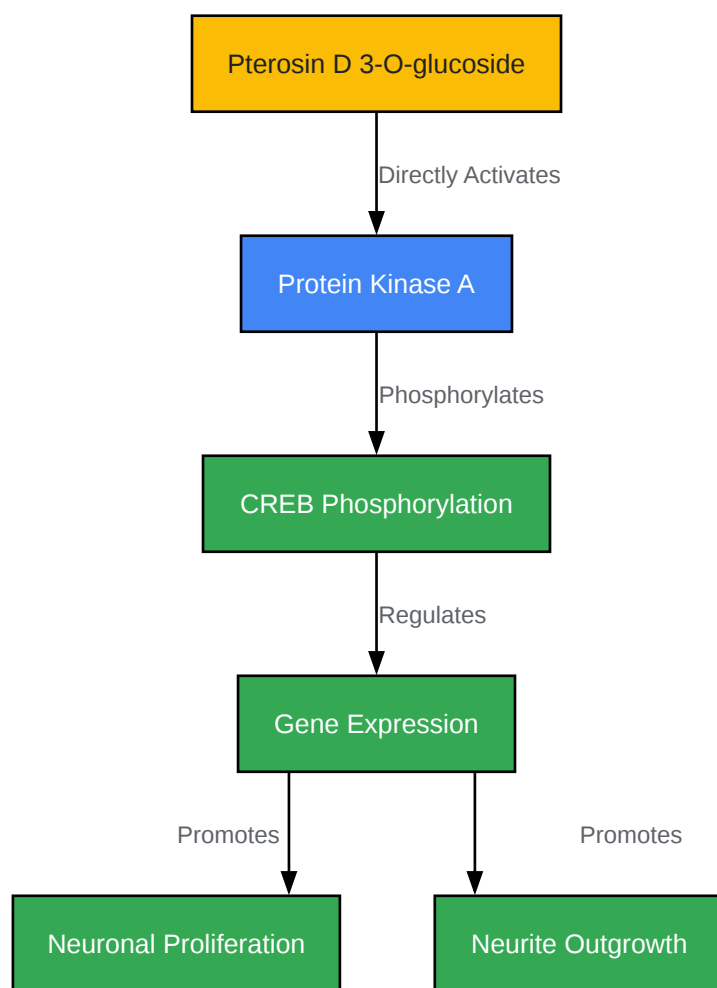 Pterosin D 3-O-glucoside
Directly Activates
Protein Kinase A
Phosphorylates
CREB Phosphorylation
Regulates
Gene Expression
Promotes
Promotes
Neuronal Proliferation
Neurite Outgrowth